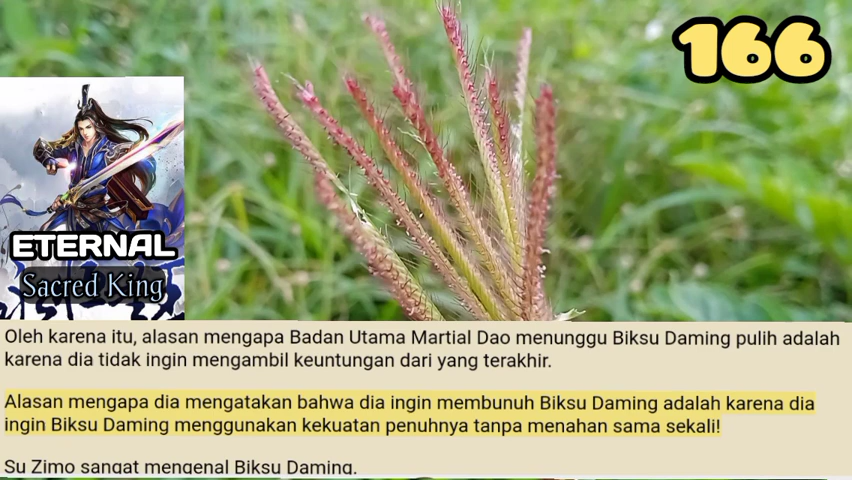 166
ETERNAL
Sacred King
Oleh karena itu, alasan mengapa Badan Utama Martial Dao menunggu Biksu Daming pulih adalah
karena dia tidak ingin mengambil keuntungan dari yang terakhir.
Alasan mengapa dia mengatakan bahwa dia ingin membunuh Biksu Daming adalah karena dia
ingin Biksu Daming menggunakan kekuatan penuhnya tanpa menahan sama sekali!
Su Zimo sangat mengenal Biksu Daming.